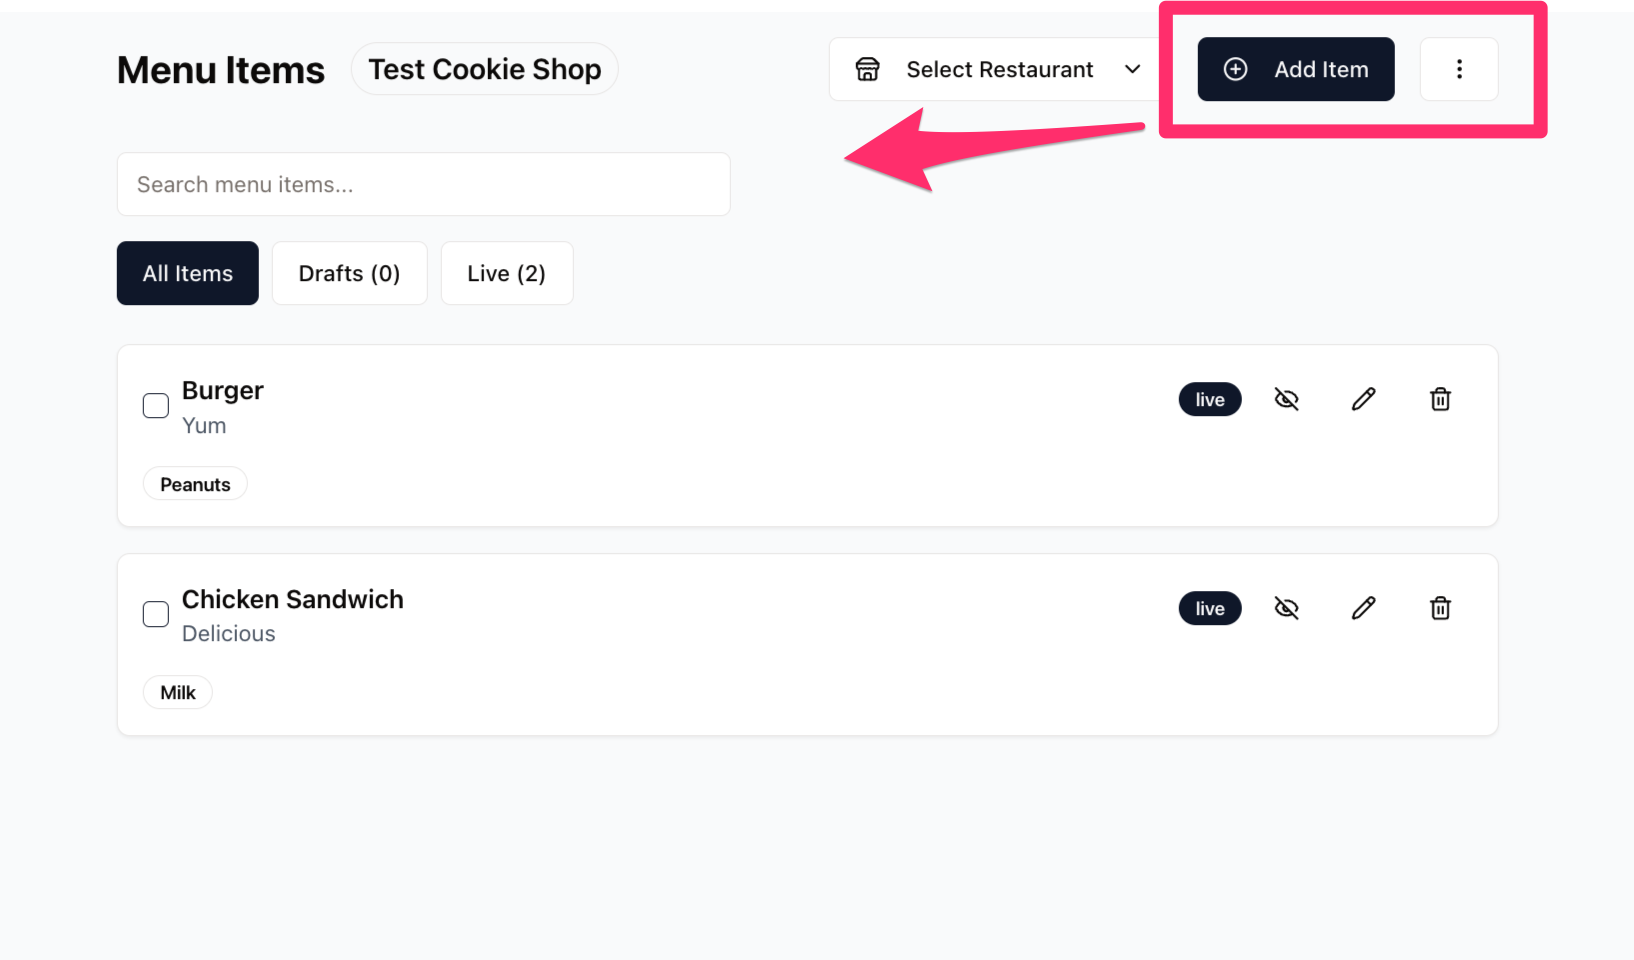 Menu Items
Test Cookie Shop
Select Restaurant
Add Item
Search menu items...
All Items
Drafts (0)
Live (2)
Burger
live
Yum
Peanuts
Chicken Sandwich
live
Delicious
Milk